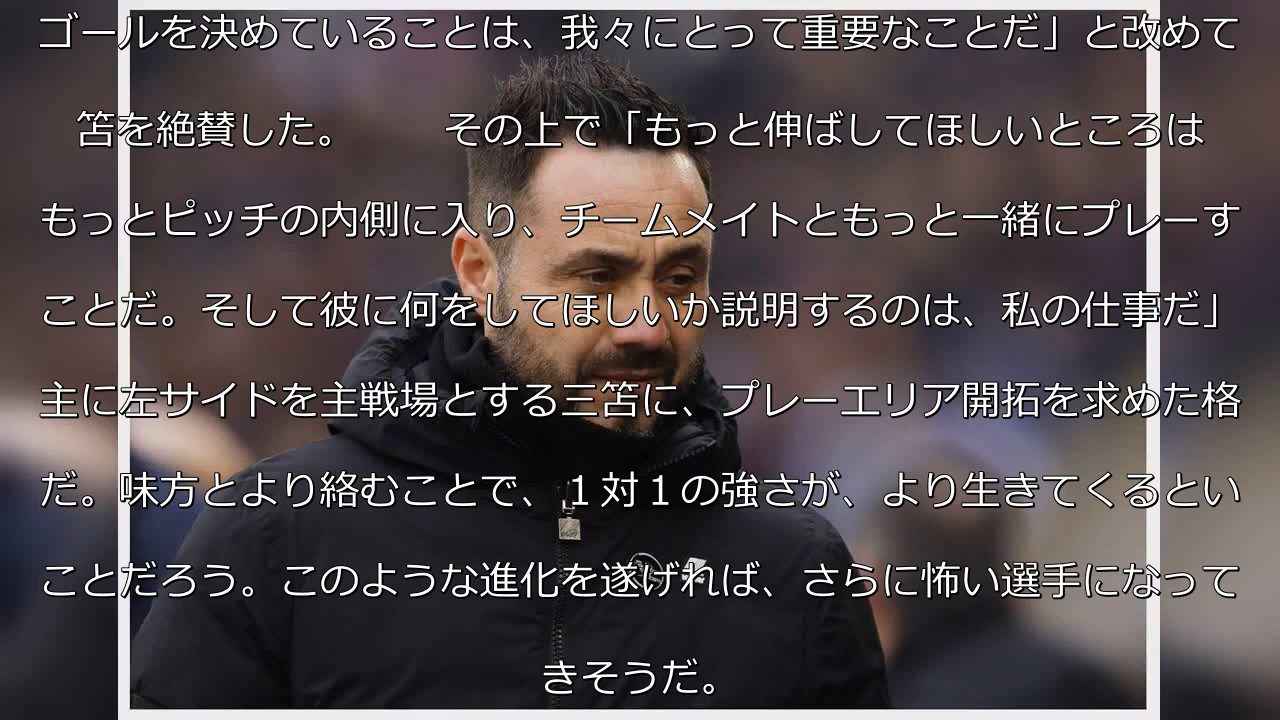 ゴールを決めていることは、我々にとって重要なことだ」と改めて
笘を絶賛した。　　　その上で「もっと伸ばしてほしいところは
もっとピッチの内側に入り、チームメイトともっと一緒にプレーす
ことだ。そして彼に何をしてほしいか説明するのは、私の仕事だ」
主に左サイドを主戦場とする三笘に、プレーエリア開拓を求めた格
だ。味方とより絡むことで、１対１の強さが、より生きてくるとい
ことだろう。このような進化を遂げれば、さらに怖い選手になって
きそうだ。